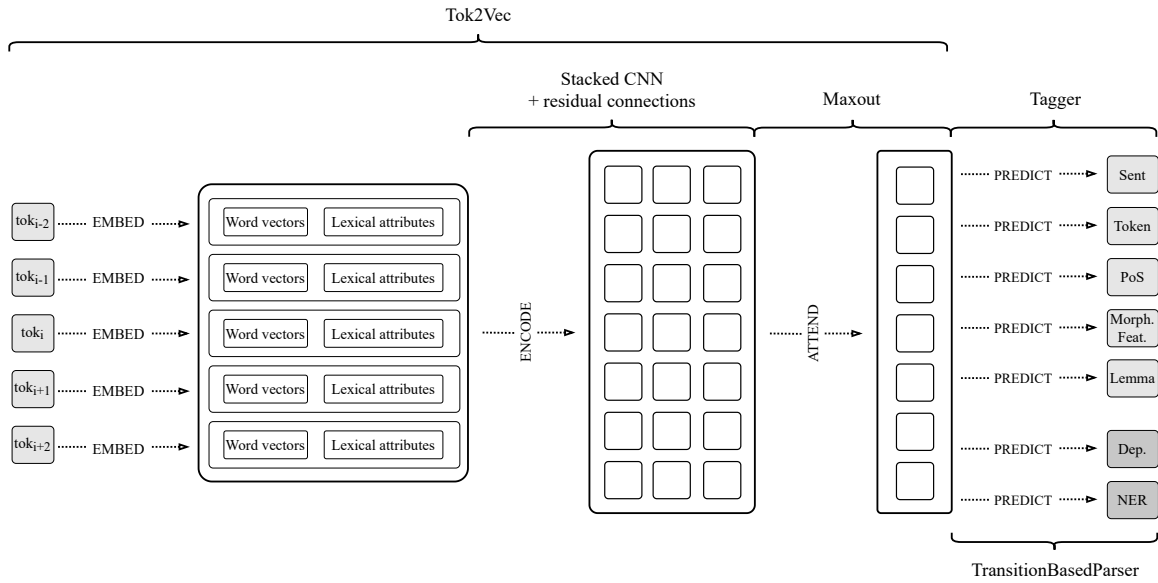 Tok2Vec
Stacked CNN
+ residual connections
Maxout
Tagger
PREDICT Sent
tok_{i-2} EMBED Word vectors Lexical attributes
PREDICT Token
tok_{i-1} EMBED Word vectors Lexical attributes
PREDICT PoS
tok_{i} EMBED Word vectors Lexical attributes
ENCODE
ATTEND
PREDICT Morph.
Feat.
tok_{i+1} EMBED Word vectors Lexical attributes
PREDICT Lemma
tok_{i+2} EMBED Word vectors Lexical attributes
PREDICT Dep.
PREDICT NER
TransitionBasedParser